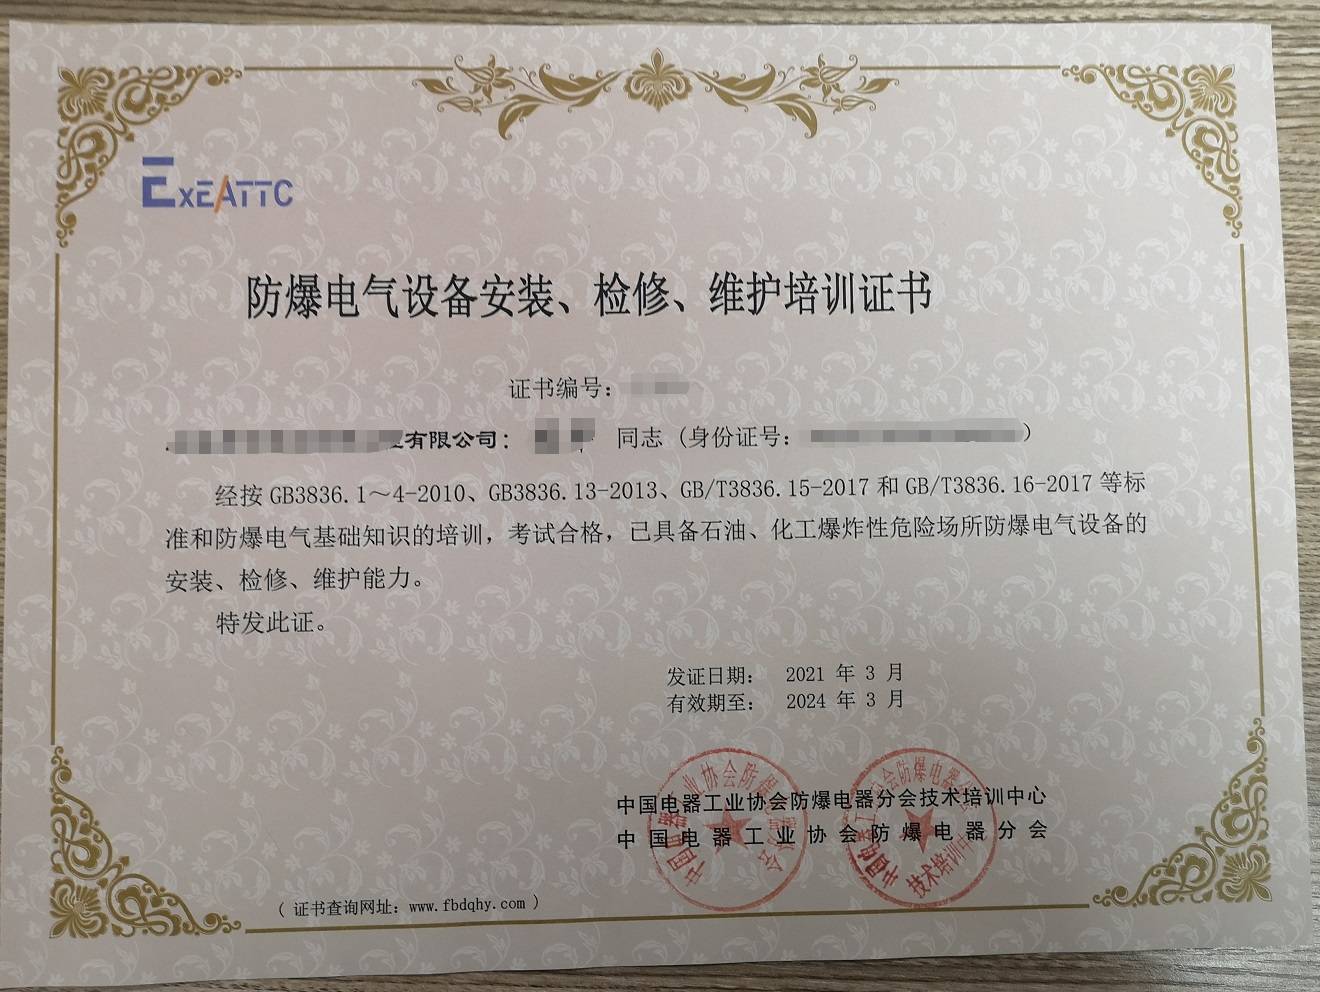 EXEATTC
防爆电气设备安装、检修、维护培训证书
证书编号：
有限公司： 同志（身份证号： ）
经按 GB3836.1～4-2010、GB3836.13-2013、GB/T3836.15-2017 和 GB/T3836.16-2017 等标
准和防爆电气基础知识的培训，考试合格，已具备石油、化工爆炸性危险场所防爆电气设备的
安装、检修、维护能力。
特发此证。
发证日期： 2021 年 3 月
有效期至： 2024 年 3 月
中国电器工业协会防爆电器分会技术培训中心
中国电器工业协会防爆电器分会
（ 证书查询网址：www.fbdqhy.com ）